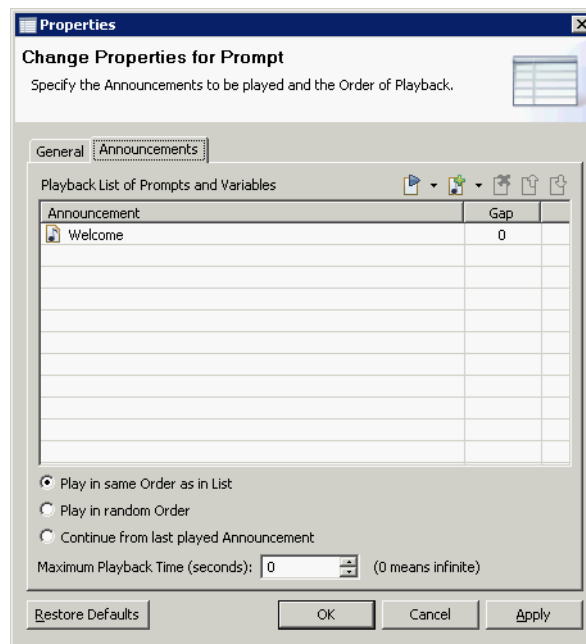 Properties
Change Properties for Prompt
Specify the Announcements to be played and the Order of Playback.
General Announcements
Playback List of Prompts and Variables
Announcement Gap
Welcome 0
Play in same Order as in List
Play in random Order
Continue from last played Announcement
Maximum Playback Time (seconds): 0 (0 means infinite)
Restore Defaults OK Cancel Apply